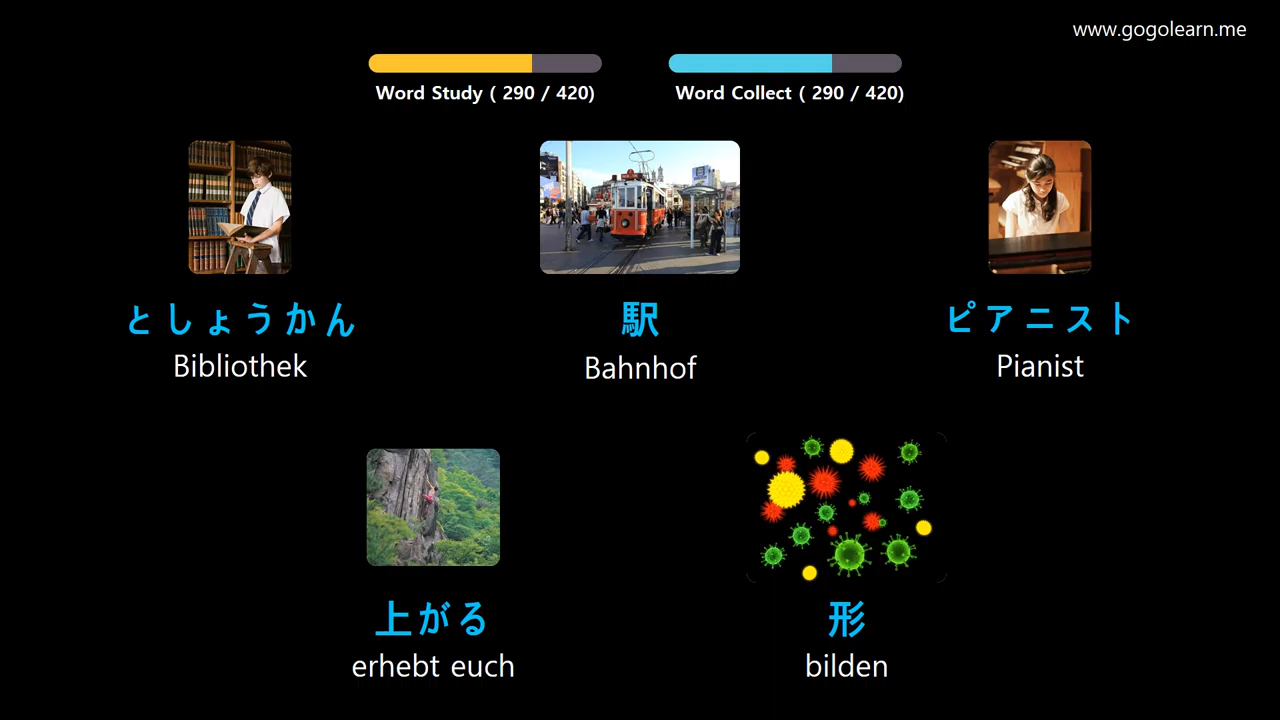 www.gogolearn.me
Word Study ( 290 / 420)
Word Collect ( 290 / 420)
としょうかん
Bibliothek
駅
Bahnhof
ピアニスト
Pianist
上がる
erhebt euch
形
bilden